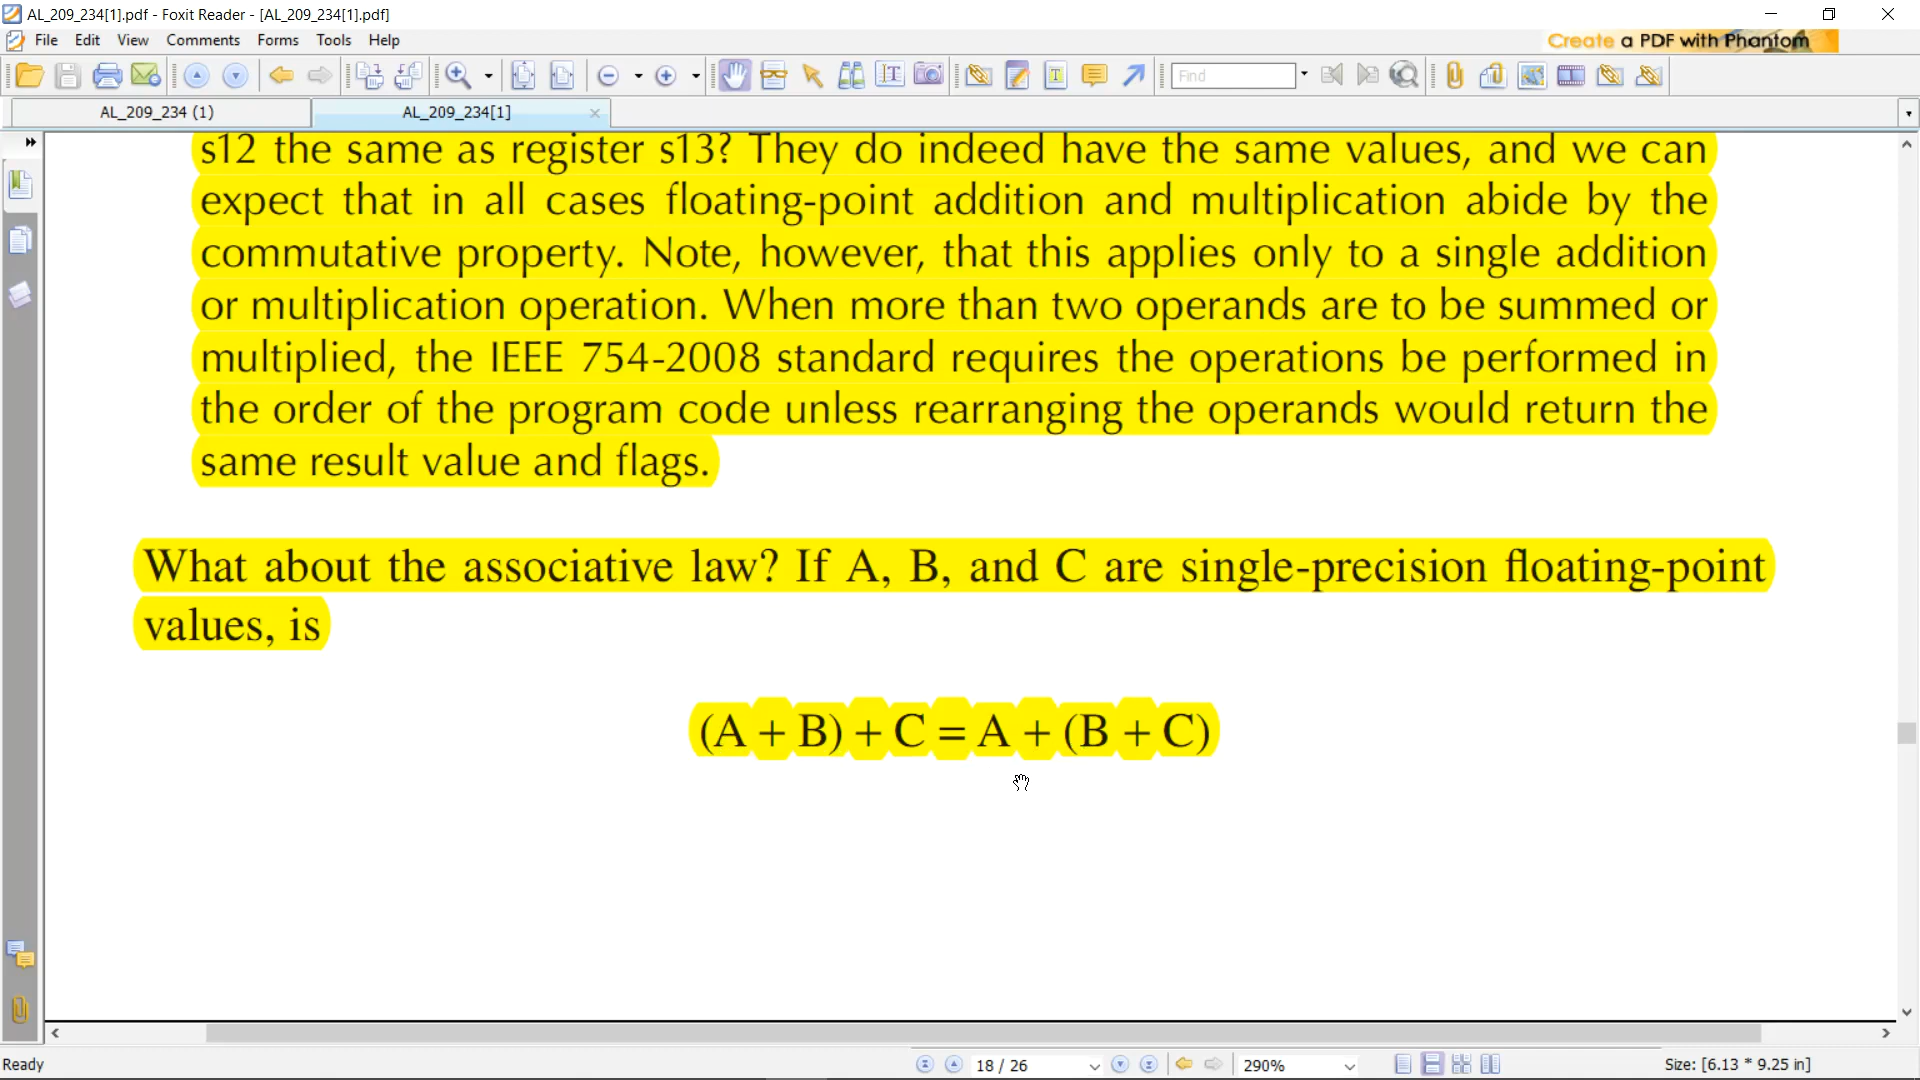 AL_209_234[1].pdf - Foxit Reader - [AL_209_234[1].pdf]
File Edit View Comments Forms Tools Help
Create a PDF with Phantom
Find
AL_209_234 (1)
AL_209_234[1]
s12 the same as register s13? They do indeed have the same values, and we can
expect that in all cases floating-point addition and multiplication abide by the
commutative property. Note, however, that this applies only to a single addition
or multiplication operation. When more than two operands are to be summed or
multiplied, the IEEE 754-2008 standard requires the operations be performed in
the order of the program code unless rearranging the operands would return the
same result value and flags.
What about the associative law? If A, B, and C are single-precision floating-point
values, is
(A + B) + C = A + (B + C)
Ready
18 / 26
290%
Size: [6.13 * 9.25 in]